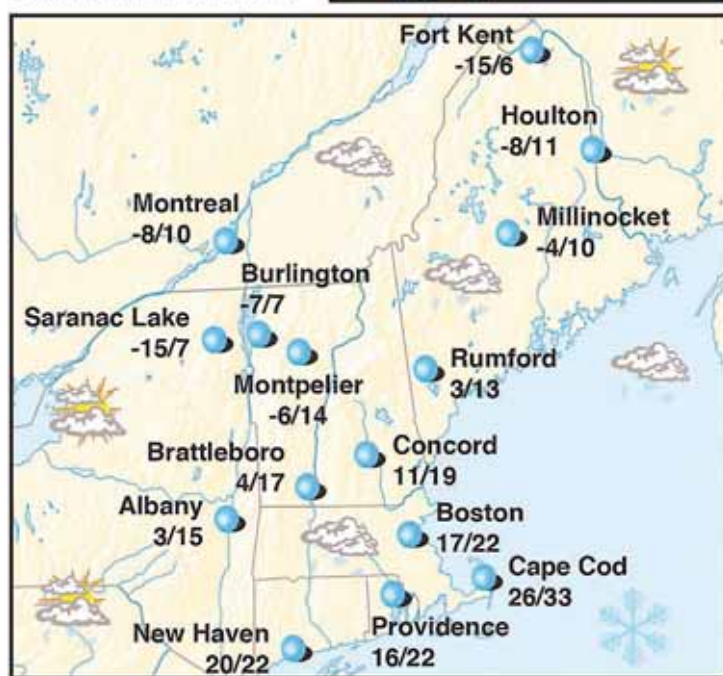 Fort Kent
-15/6
Houlton
-8/11
Montreal
-8/10
Millinocket
-4/10
Burlington
-7/7
Saranac Lake
-15/7
Montpelier
-6/14
Rumford
3/13
Brattleboro
4/17
Concord
11/19
Albany
3/15
Boston
17/22
Cape Cod
26/33
New Haven
20/22
Providence
16/22